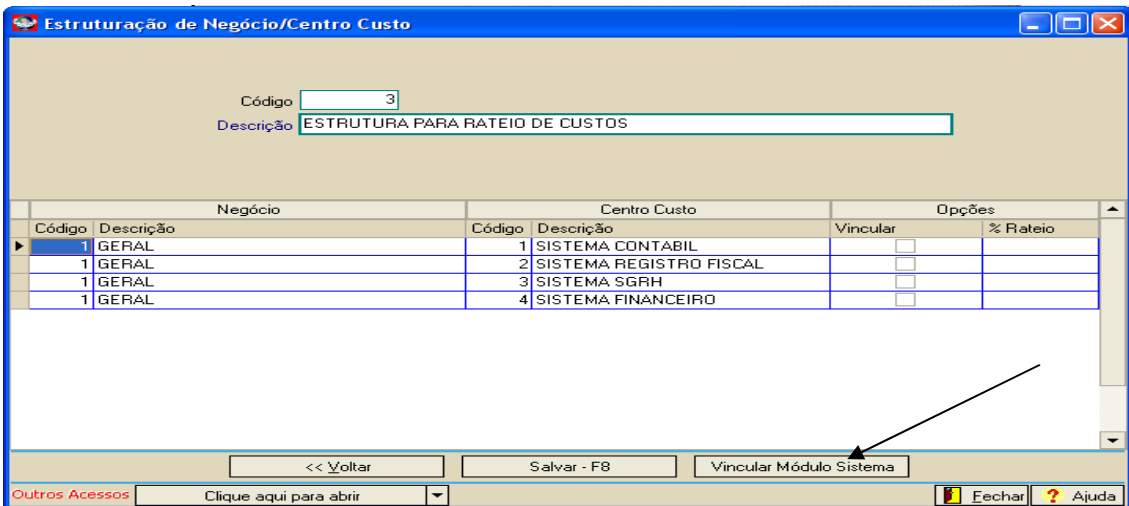 Estruturação de Negócio/Centro Custo
Código 3
Descrição ESTRUTURA PARA RATEIO DE CUSTOS
Negócio Centro Custo Opções
Código Descrição Código Descrição Vincular % Rateio
1 GERAL 1 SISTEMA CONTABIL
1 GERAL 2 SISTEMA REGISTRO FISCAL
1 GERAL 3 SISTEMA SGRH
1 GERAL 4 SISTEMA FINANCEIRO
<< Voltar Salvar - F8 Vincular Módulo Sistema
Outros Acessos Clique aqui para abrir Fechar ? Ajuda